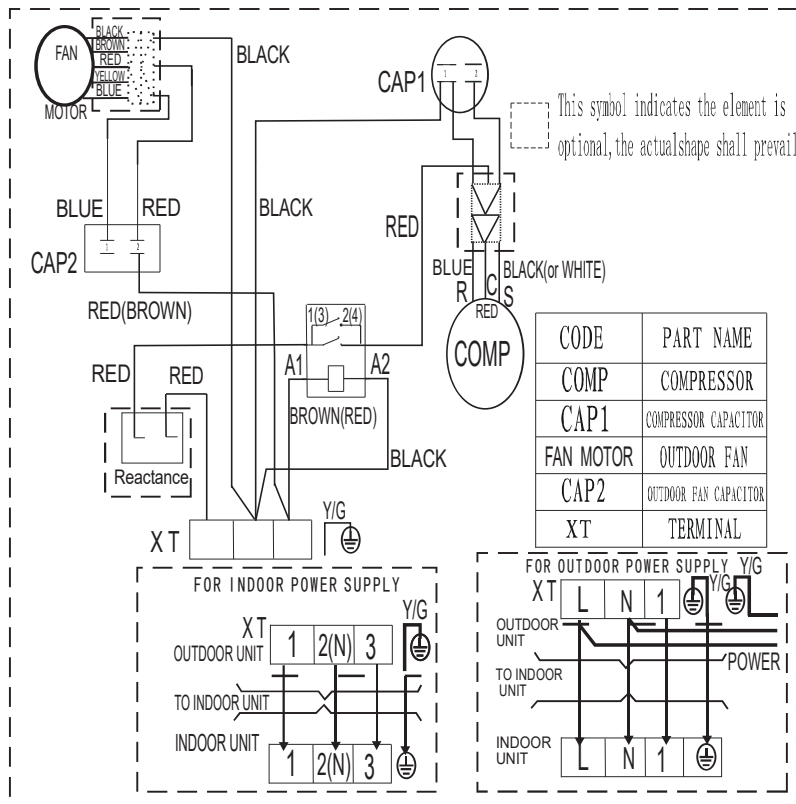 BLACK
BROWN
RED
YELLOW
BLUE
FAN
MOTOR
BLACK
CAP1
1 2
This symbol indicates the element is
optional,the actualshape shall prevail
BLUE
RED
BLACK
RED
CAP2
1 2
RED(BROWN)
BLUE
BLACK(or WHITE)
R C S
RED
COMP
1(3) 2(4)
A1 A2
BROWN(RED)
RED
RED
BLACK
Reactance
XT
Y/G
CODE PART NAME
COMP COMPRESSOR
CAP1 COMPRESSOR CAPACITOR
FAN MOTOR OUTDOOR FAN
CAP2 OUTDOOR FAN CAPACITOR
XT TERMINAL
FOR INDOOR POWER SUPPLY
XT
OUTDOOR UNIT
1 2(N) 3
Y/G
TO INDOOR UNIT
INDOOR UNIT
1 2(N) 3
FOR OUTDOOR POWER SUPPLY
Y/G
Y/G
XT
L N 1
OUTDOOR
UNIT
POWER
TO INDOOR
UNIT
INDOOR
UNIT
L N 1